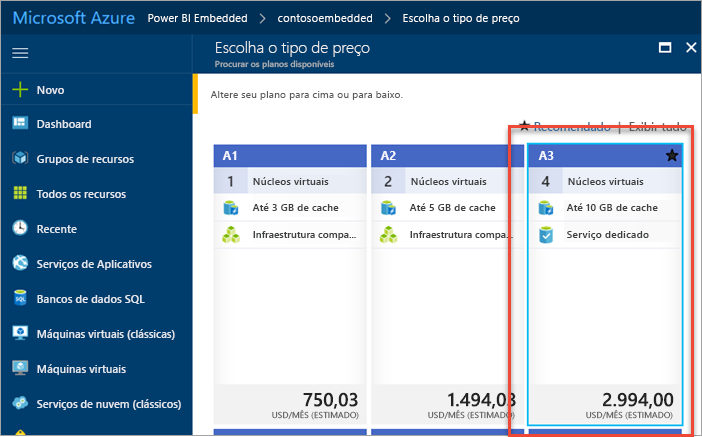 Microsoft Azure Power BI Embedded > contosoembedded > Escolha o tipo de preço
Escolha o tipo de preço
Procurar os planos disponíveis
Novo
Dashboard
Grupos de recursos
Todos os recursos
Recente
Serviços de Aplicativos
Bancos de dados SQL
Máquinas virtuais (clássicas)
Máquinas virtuais
Serviços de nuvem (clássicos)
Altere seu plano para cima ou para baixo.
Recomendado | Exibir tudo
A1
1 Núcleos virtuais
Até 3 GB de cache
Infraestrutura compa...
750,03
USD/MÊS (ESTIMADO)
A2
2 Núcleos virtuais
Até 5 GB de cache
Infraestrutura compa...
1.494,03
USD/MÊS (ESTIMADO)
A3
4 Núcleos virtuais
Até 10 GB de cache
Serviço dedicado
2.994,00
USD/MÊS (ESTIMADO)